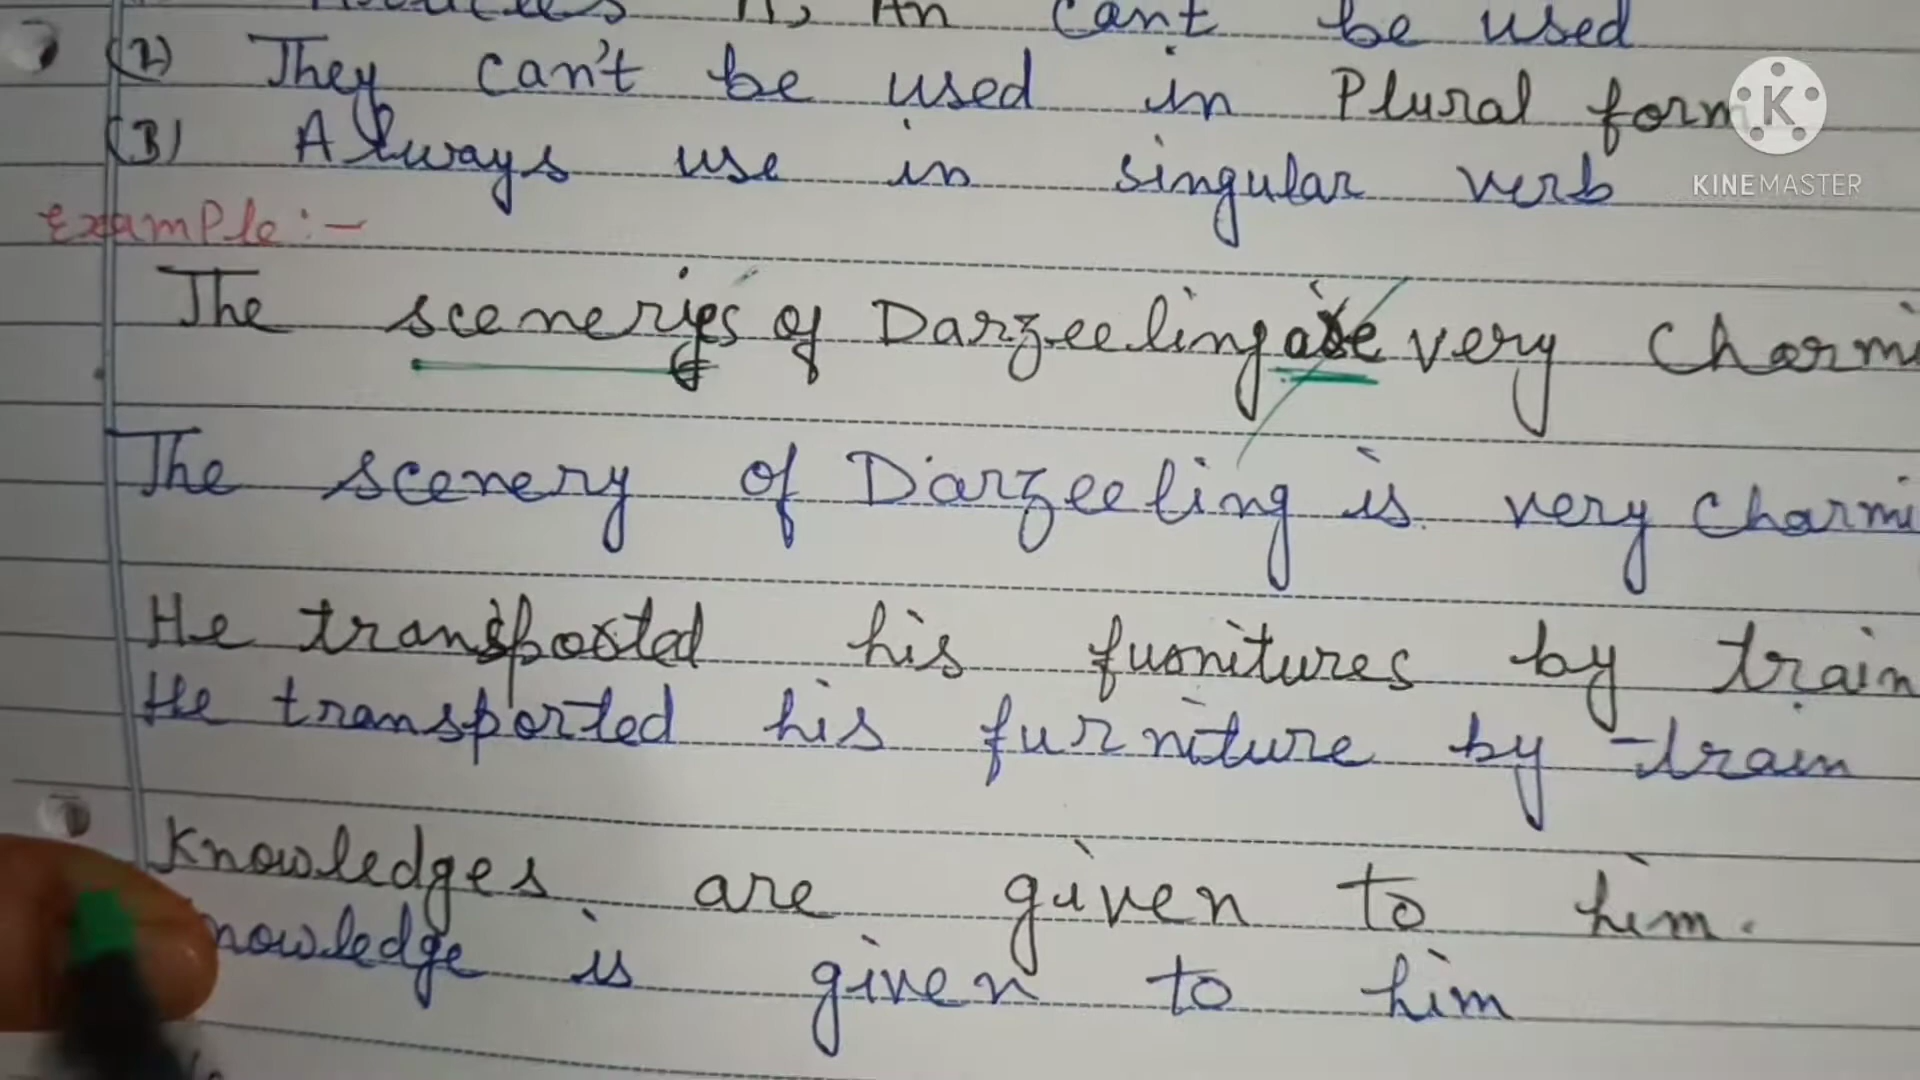 A, An can't be used
(2) They can't be used in Plural form
(3) Always use in singular verb
Example:-
The sceneries of Darzeeling are very Charmi
The scenery of Darzeeling is very Charmi
He transported his furnitures by train
He transported his furniture by train
Knowledges are given to him.
nowledge is given to him
KINEMASTER